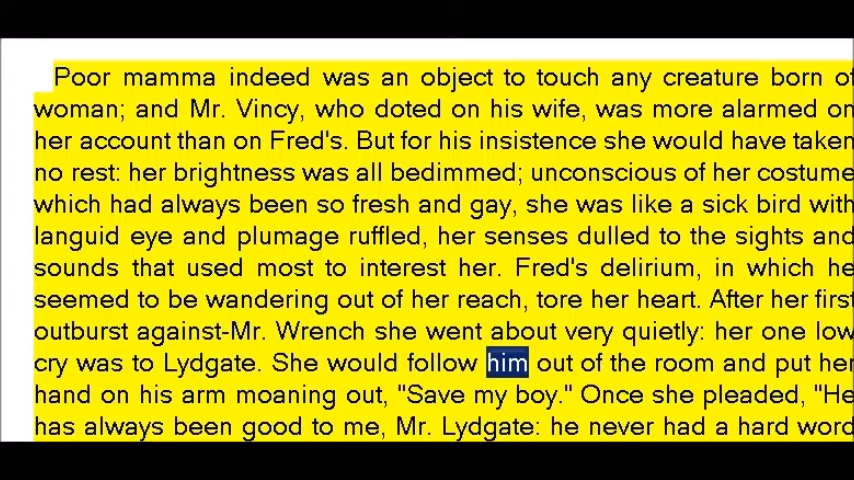 Poor mamma indeed was an object to touch any creature born of
woman; and Mr. Vincy, who doted on his wife, was more alarmed on
her account than on Fred's. But for his insistence she would have taken
no rest: her brightness was all bedimmed; unconscious of her costume
which had always been so fresh and gay, she was like a sick bird with
languid eye and plumage ruffled, her senses dulled to the sights and
sounds that used most to interest her. Fred's delirium, in which he
seemed to be wandering out of her reach, tore her heart. After her first
outburst against-Mr. Wrench she went about very quietly: her one low
cry was to Lydgate. She would follow him out of the room and put her
hand on his arm moaning out, "Save my boy." Once she pleaded, "He
has always been good to me, Mr. Lydgate: he never had a hard word